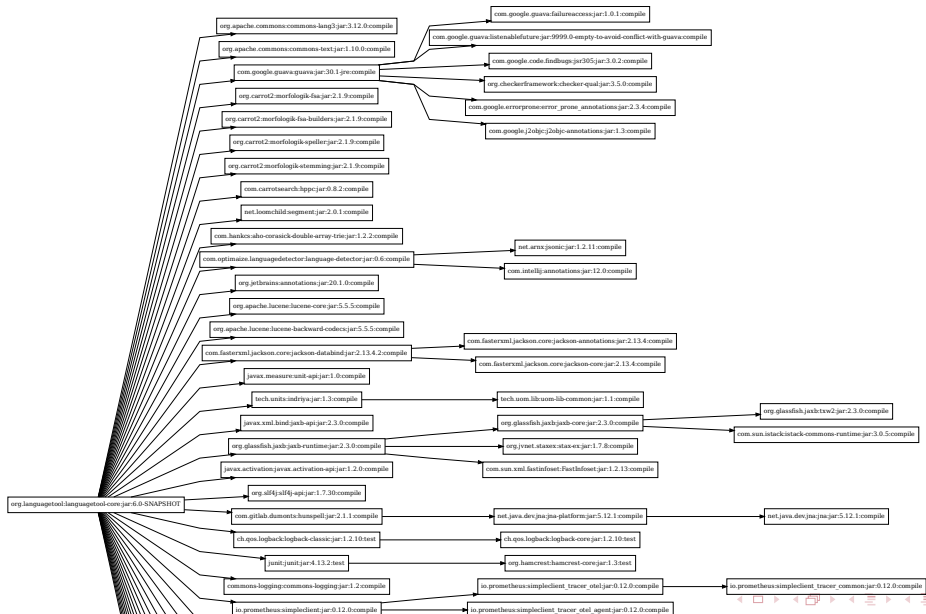 org.apache.commons:commons-lang3:jar:3.12.0:compile
org.apache.commons:commons-text:jar:1.10.0:compile
com.google.guava:guava:jar:30.1-jre:compile
org.carrot2:morfologik-fsa:jar:2.1.9:compile
org.carrot2:morfologik-fsa-builders:jar:2.1.9:compile
org.carrot2:morfologik-speller:jar:2.1.9:compile
org.carrot2:morfologik-stemming:jar:2.1.9:compile
com.carrotsearch:hppc:jar:0.8.2:compile
net.loomchild:segment:jar:2.0.1:compile
com.hankcs:aho-corasick-double-array-trie:jar:1.2.2:compile
com.optimaize.languagedetector:language-detector:jar:0.6:compile
org.jetbrains:annotations:jar:20.1.0:compile
org.apache.lucene:lucene-core:jar:5.5.5:compile
org.apache.lucene:lucene-backward-codecs:jar:5.5.5:compile
com.fasterxml.jackson.core:jackson-databind:jar:2.13.4.2:compile
javax.measure:unit-api:jar:1.0:compile
tech.units:indriya:jar:1.3:compile
javax.xml.bind:jaxb-api:jar:2.3.0:compile
org.glassfish.jaxb:jaxb-runtime:jar:2.3.0:compile
javax.activation:javax.activation-api:jar:1.2.0:compile
org.slf4j:slf4j-api:jar:1.7.30:compile
org.languagetool:languagetool-core:jar:6.0-SNAPSHOT
com.gitlab.dumonts:hunspell:jar:2.1.1:compile
ch.qos.logback:logback-classic:jar:1.2.10:test
junit:junit:jar:4.13.2:test
commons-logging:commons-logging:jar:1.2:compile
io.prometheus:simpleclient:jar:0.12.0:compile
com.google.guava:failureaccess:jar:1.0.1:compile
com.google.guava:listenablefuture:jar:9999.0-empty-to-avoid-conflict-with-guava:compile
com.google.code.findbugs:jsr305:jar:3.0.2:compile
org.checkerframework:checker-qual:jar:3.5.0:compile
com.google.errorprone:error_prone_annotations:jar:2.3.4:compile
com.google.j2objc:j2objc-annotations:jar:1.3:compile
net.arnx:jsonic:jar:1.2.11:compile
com.intellij:annotations:jar:12.0:compile
com.fasterxml.jackson.core:jackson-annotations:jar:2.13.4:compile
com.fasterxml.jackson.core:jackson-core:jar:2.13.4:compile
tech.uom.lib:uom-lib-common:jar:1.1:compile
org.glassfish.jaxb:jaxb-core:jar:2.3.0:compile
org.jvnet.staxex:stax-ex:jar:1.7.8:compile
com.sun.xml.fastinfoset:FastInfoset:jar:1.2.13:compile
net.java.dev.jna:jna-platform:jar:5.12.1:compile
ch.qos.logback:logback-core:jar:1.2.10:test
org.hamcrest:hamcrest-core:jar:1.3:test
io.prometheus:simpleclient_tracer_otel:jar:0.12.0:compile
io.prometheus:simpleclient_tracer_otel_agent:jar:0.12.0:compile
org.glassfish.jaxb:txw2:jar:2.3.0:compile
com.sun.istack:istack-commons-runtime:jar:3.0.5:compile
net.java.dev.jna:jna:jar:5.12.1:compile
io.prometheus:simpleclient_tracer_common:jar:0.12.0:compile